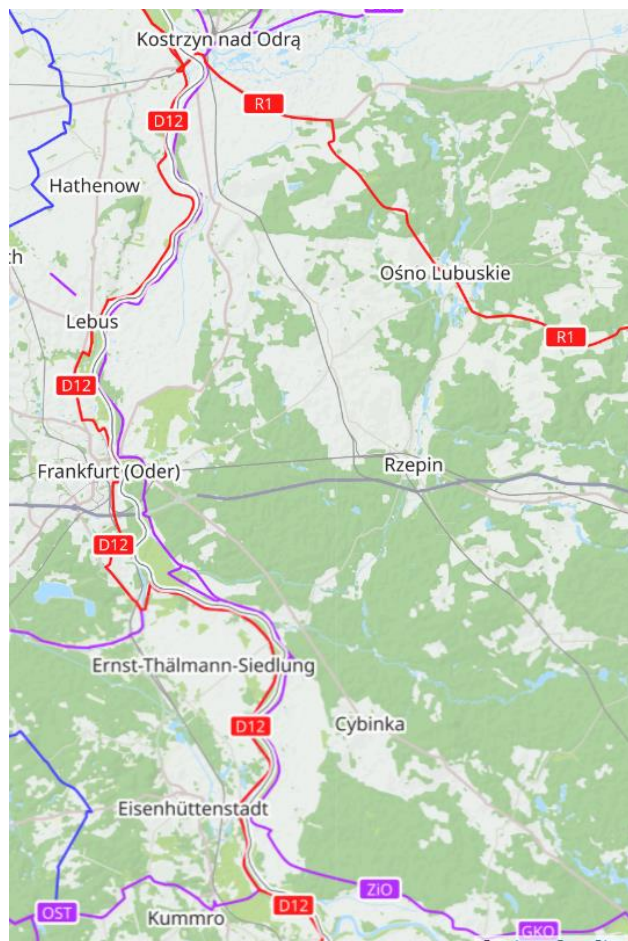 Kostrzyn nad Odrą
R1
D12
Hathenow
ch
Ośno Lubuskie
Lebus
R1
D12
Rzepin
Frankfurt (Oder)
D12
Ernst-Thälmann-Siedlung
Cybinka
D12
Eisenhüttenstadt
ZiO
D12
OST
Kummro
GKO